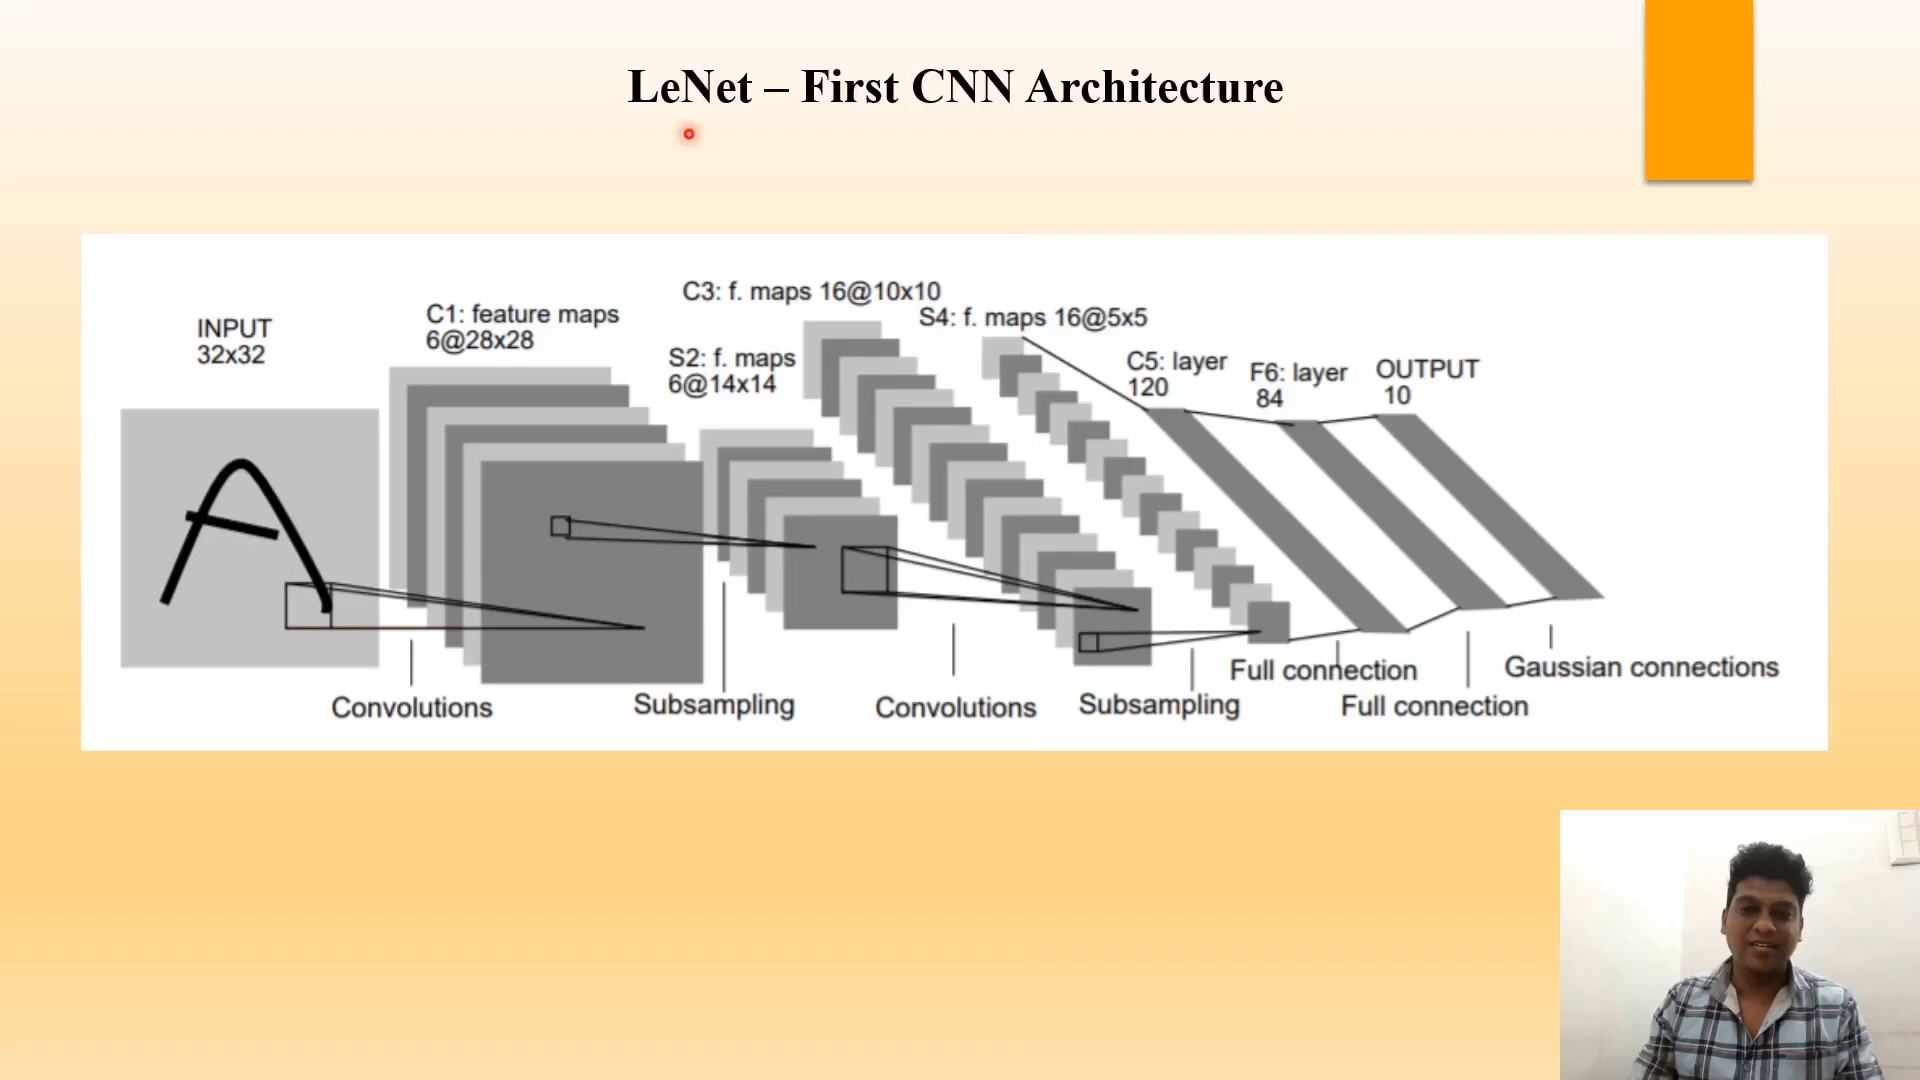 LeNet – First CNN Architecture
INPUT
32x32
C1: feature maps
6@28x28
S2: f. maps
6@14x14
C3: f. maps 16@10x10
S4: f. maps 16@5x5
C5: layer
120
F6: layer
84
OUTPUT
10
A
Convolutions
Subsampling
Convolutions
Subsampling
Full connection
Full connection
Gaussian connections